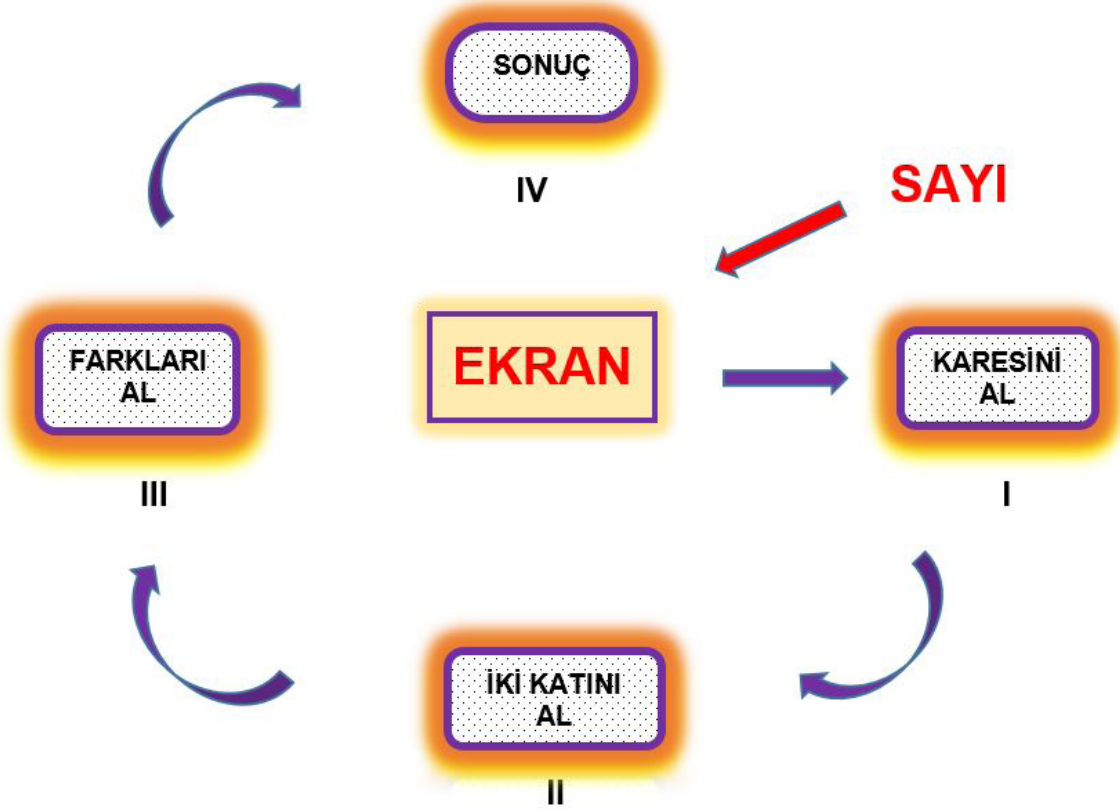 SONUÇ
IV
SAYI
EKRAN
KARESİNİ
AL
I
İKİ KATINI
AL
II
FARKLARI
AL
III